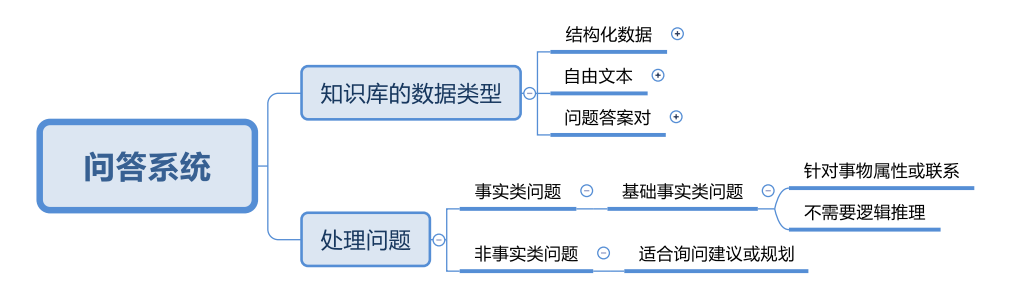 问答系统
知识库的数据类型
结构化数据
自由文本
问题答案对
处理问题
事实类问题
基础事实类问题
针对事物属性或联系
不需要逻辑推理
非事实类问题
适合询问建议或规划